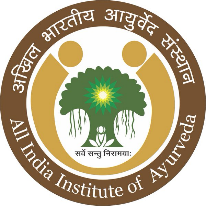 अखिल भारतीय आयुर्वेद संस्थान
सर्वे सन्तु निरामयाः
All India Institute of Ayurveda